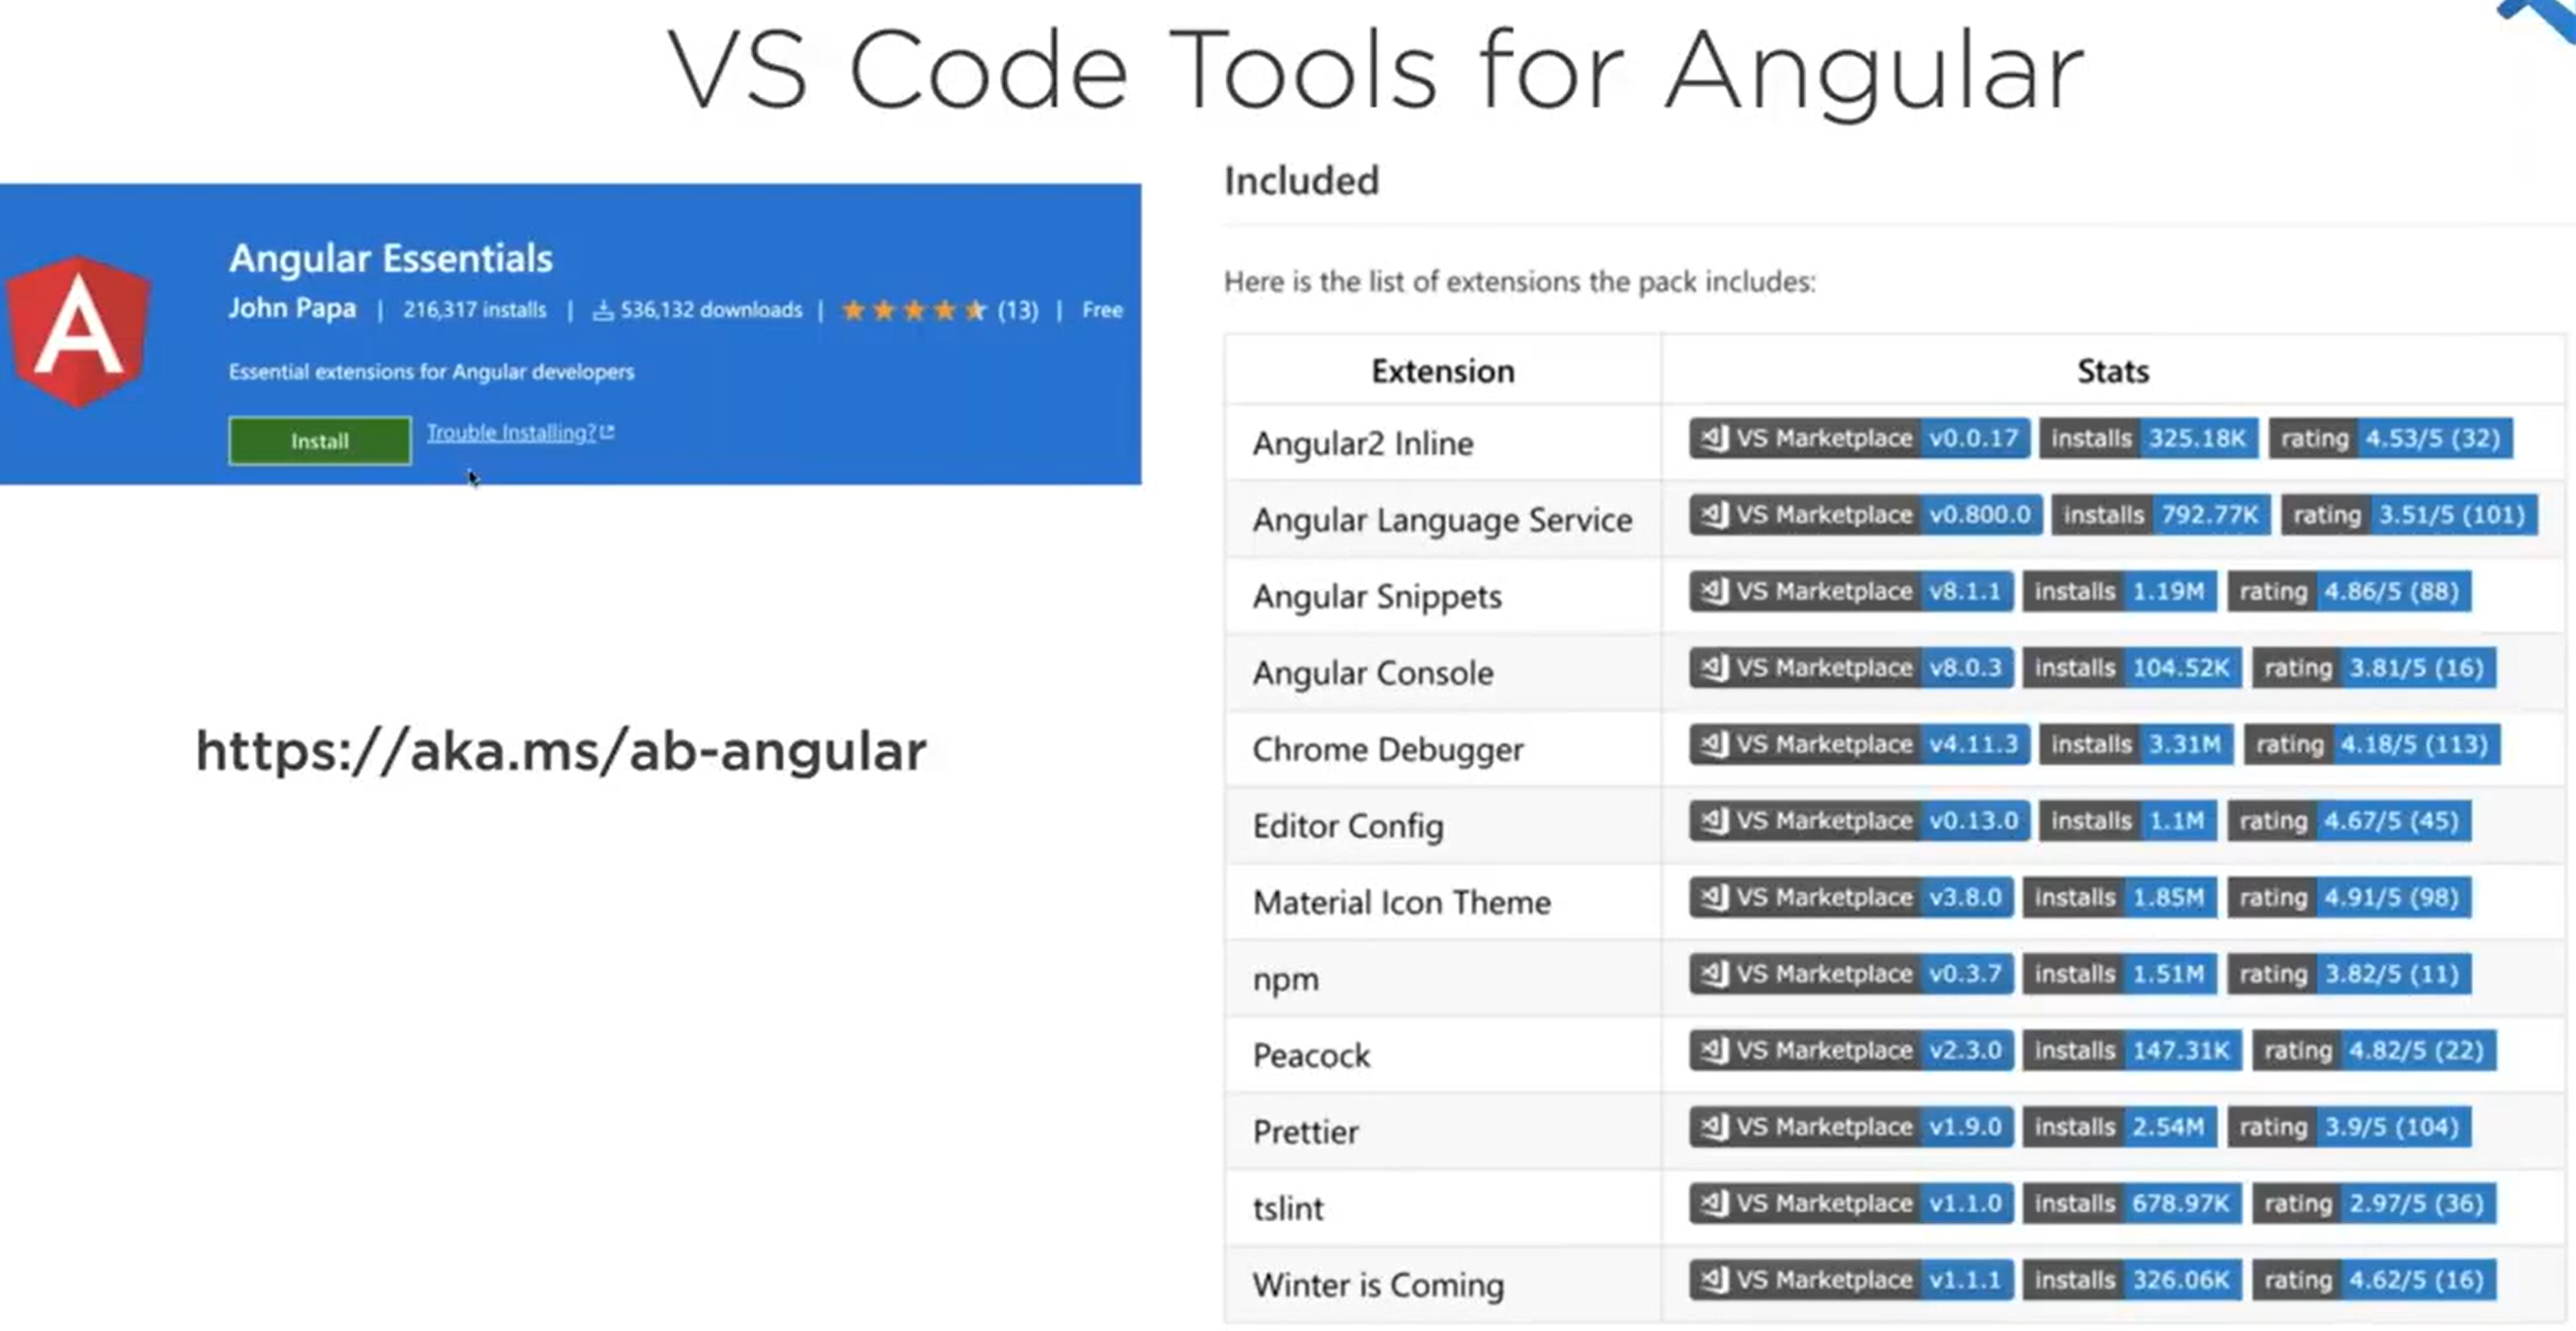 VS Code Tools for Angular
A
Angular Essentials
John Papa | 216,317 installs | 536,132 downloads | (13) | Free
Essential extensions for Angular developers
Install Trouble Installing?
https://aka.ms/ab-angular
Included
Here is the list of extensions the pack includes:
Extension Stats
Angular2 Inline VS Marketplace v0.0.17 installs 325.18K rating 4.53/5 (32)
Angular Language Service VS Marketplace v0.800.0 installs 792.77K rating 3.51/5 (101)
Angular Snippets VS Marketplace v8.1.1 installs 1.19M rating 4.86/5 (88)
Angular Console VS Marketplace v8.0.3 installs 104.52K rating 3.81/5 (16)
Chrome Debugger VS Marketplace v4.11.3 installs 3.31M rating 4.18/5 (113)
Editor Config VS Marketplace v0.13.0 installs 1.1M rating 4.67/5 (45)
Material Icon Theme VS Marketplace v3.8.0 installs 1.85M rating 4.91/5 (98)
npm VS Marketplace v0.3.7 installs 1.51M rating 3.82/5 (11)
Peacock VS Marketplace v2.3.0 installs 147.31K rating 4.82/5 (22)
Prettier VS Marketplace v1.9.0 installs 2.54M rating 3.9/5 (104)
tslint VS Marketplace v1.1.0 installs 678.97K rating 2.97/5 (36)
Winter is Coming VS Marketplace v1.1.1 installs 326.06K rating 4.62/5 (16)